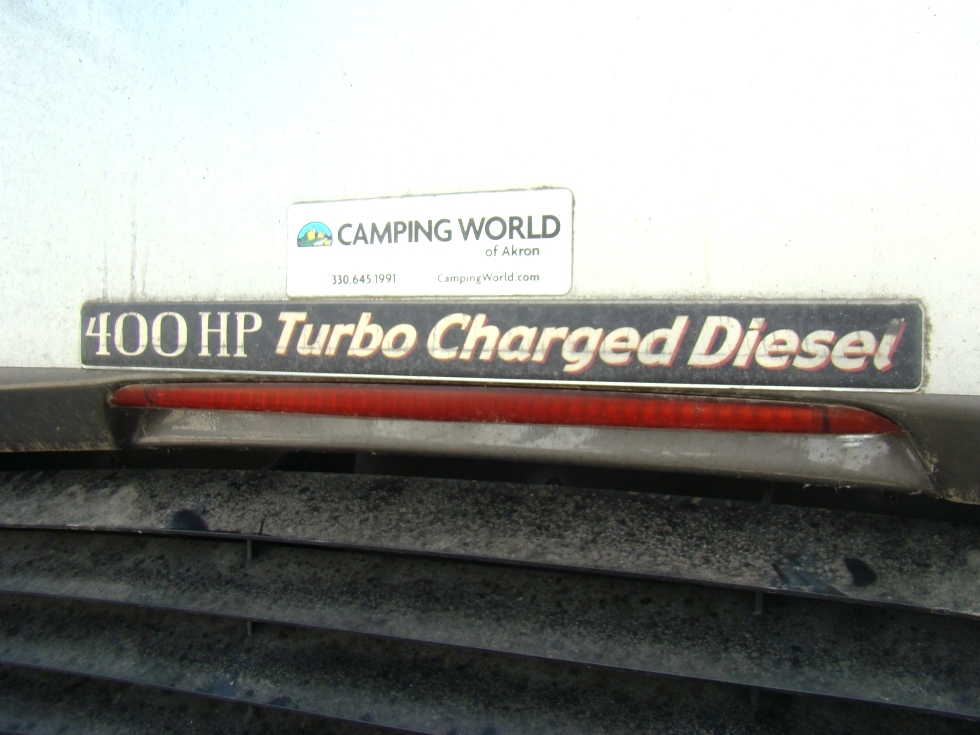 CAMPING WORLD
of Akron
330.645.1991 CampingWorld.com
400 HP Turbo Charged Diesel